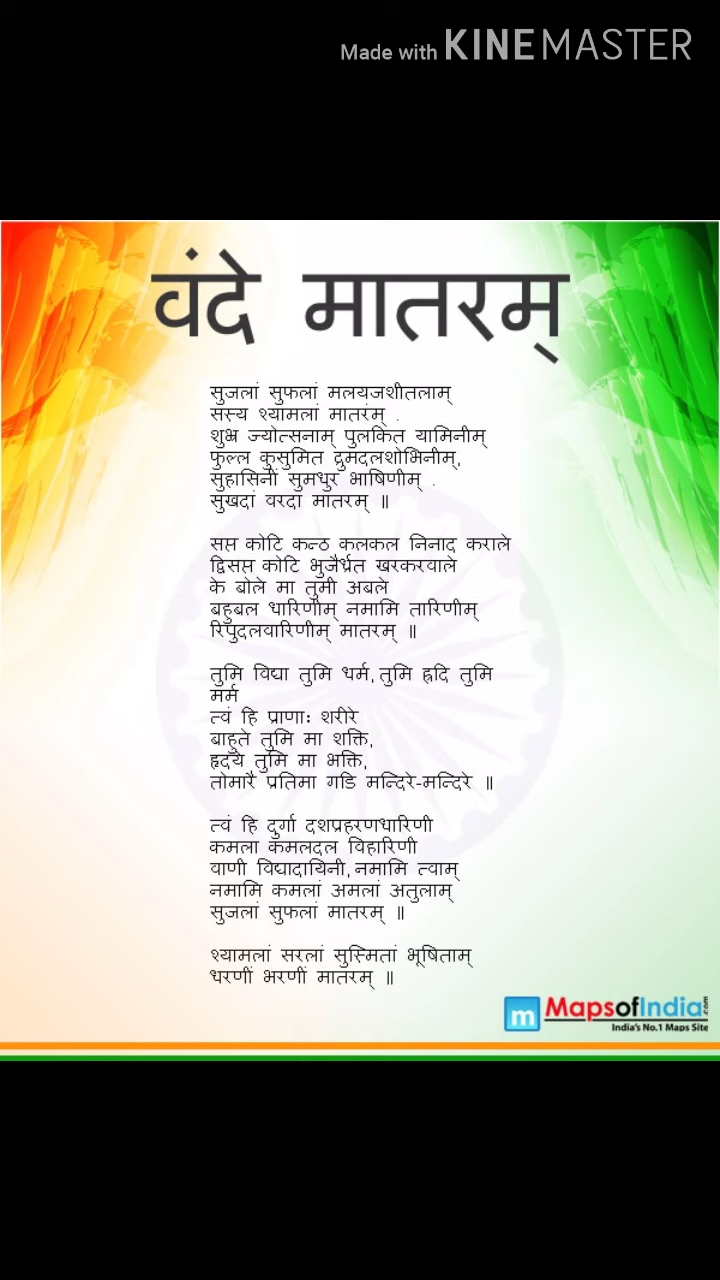 Made with KINEMASTER
वंदे मातरम्
सुजलां सुफलां मलयजशीतलाम्
सस्य श्यामलां मातरंम् .
शुभ्र ज्योत्सनाम् पुलकित यामिनीम्
फुल्ल कुसुमित द्रुमदलशोभिनीम्,
सुहासिनीं सुमधुर भाषिणीम् .
सुखदां वरदां मातरम् ॥
सप्त कोटि कन्ठ कलकल निनाद कराले
द्विसप्त कोटि भुजैर्ध्रत खरकरवाले
के बोले मा तुमी अबले
बहुबल धारिणीम् नमामि तारिणीम्
रिपुदलवारिणीम् मातरम् ॥
तुमि विद्या तुमि धर्म, तुमि ह्रदि तुमि
मर्म
त्वं हि प्राणाः शरीरे
बाहुते तुमि मा शक्ति,
हृदये तुमि मा भक्ति,
तोमारै प्रतिमा गडि मन्दिरे-मन्दिरे ॥
त्वं हि दुर्गा दशप्रहरणधारिणी
कमला कमलदल विहारिणी
वाणी विद्यादायिनी, नमामि त्वाम्
नमामि कमलां अमलां अतुलाम्
सुजलां सुफलां मातरम् ॥
श्यामलां सरलां सुस्मितां भूषिताम्
धरणीं भरणीं मातरम् ॥
m MapsofIndia.com
India's No.1 Maps Site